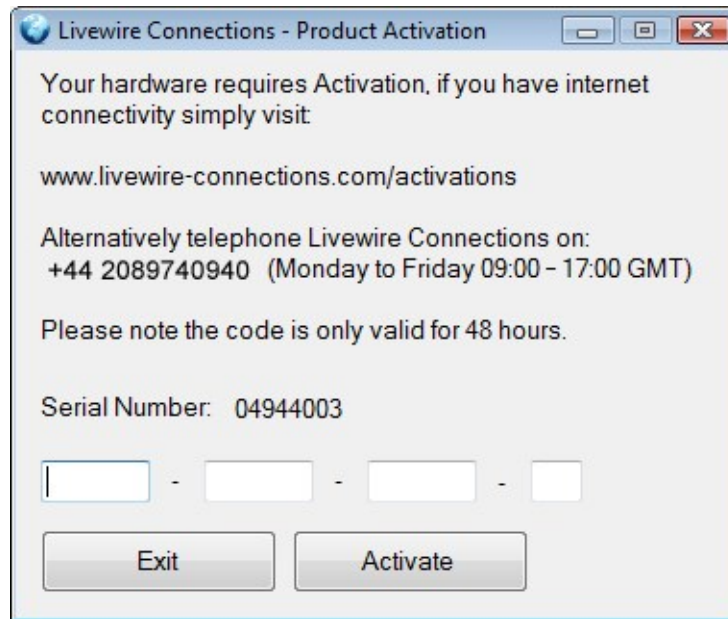 Livewire Connections - Product Activation
Your hardware requires Activation, if you have internet
connectivity simply visit:
www.livewire-connections.com/activations
Alternatively telephone Livewire Connections on:
+44 2089740940 (Monday to Friday 09:00 – 17:00 GMT)
Please note the code is only valid for 48 hours.
Serial Number: 04944003
- - -
Exit Activate